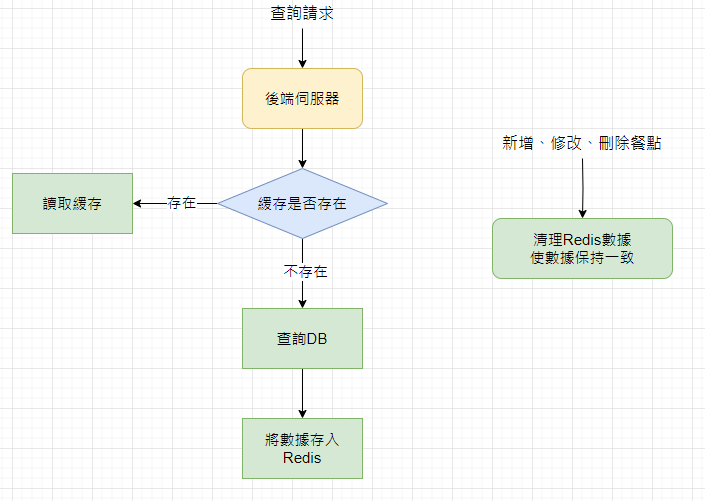 查詢請求
後端伺服器
新增、修改、刪除餐點
讀取緩存
存在
緩存是否存在
清理Redis數據
使數據保持一致
不存在
查詢DB
將數據存入
Redis